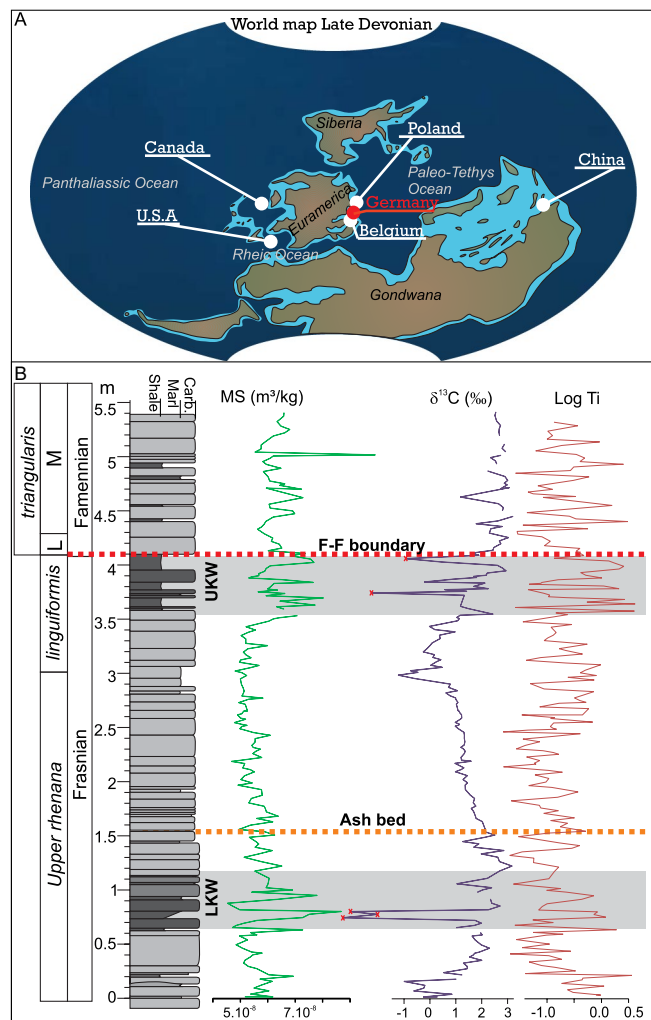 A
World map Late Devonian
Siberia
Canada
Poland
China
Panthaliassic Ocean
Paleo-Tethys
Ocean
Euramerica
Germany
U.S.A
Belgium
Rheic Ocean
Gondwana
B
m
Shale
Marl
Carb.
MS (m³/kg)
δ¹³C (‰)
Log Ti
5.5
5
4.5
4
3.5
3
2.5
2
1.5
1
0.5
0
triangularis
M
L
linguiformis
Upper rhenana
Famennian
Frasnian
F-F boundary
UKW
Ash bed
LKW
5.10⁻⁸ 7.10⁻⁸
-1 0 1 2 3
-1.0 0.0 0.5